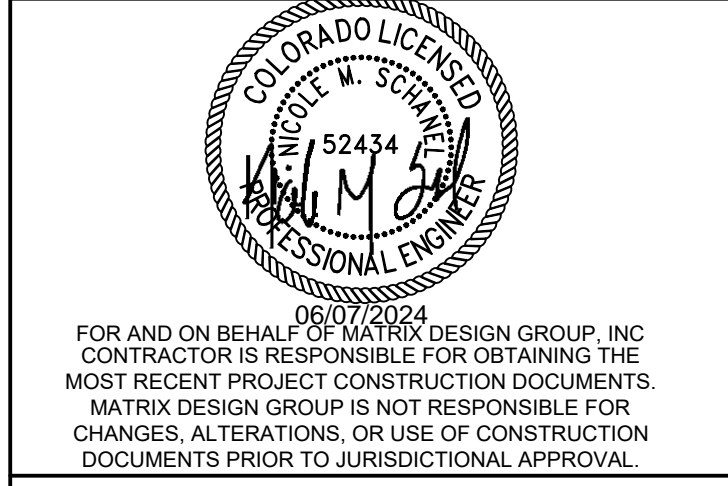 COLORADO LICENSED
NICOLE M. SCHANEL
52434
PROFESSIONAL ENGINEER
06/07/2024
FOR AND ON BEHALF OF MATRIX DESIGN GROUP, INC
CONTRACTOR IS RESPONSIBLE FOR OBTAINING THE
MOST RECENT PROJECT CONSTRUCTION DOCUMENTS.
MATRIX DESIGN GROUP IS NOT RESPONSIBLE FOR
CHANGES, ALTERATIONS, OR USE OF CONSTRUCTION
DOCUMENTS PRIOR TO JURISDICTIONAL APPROVAL.